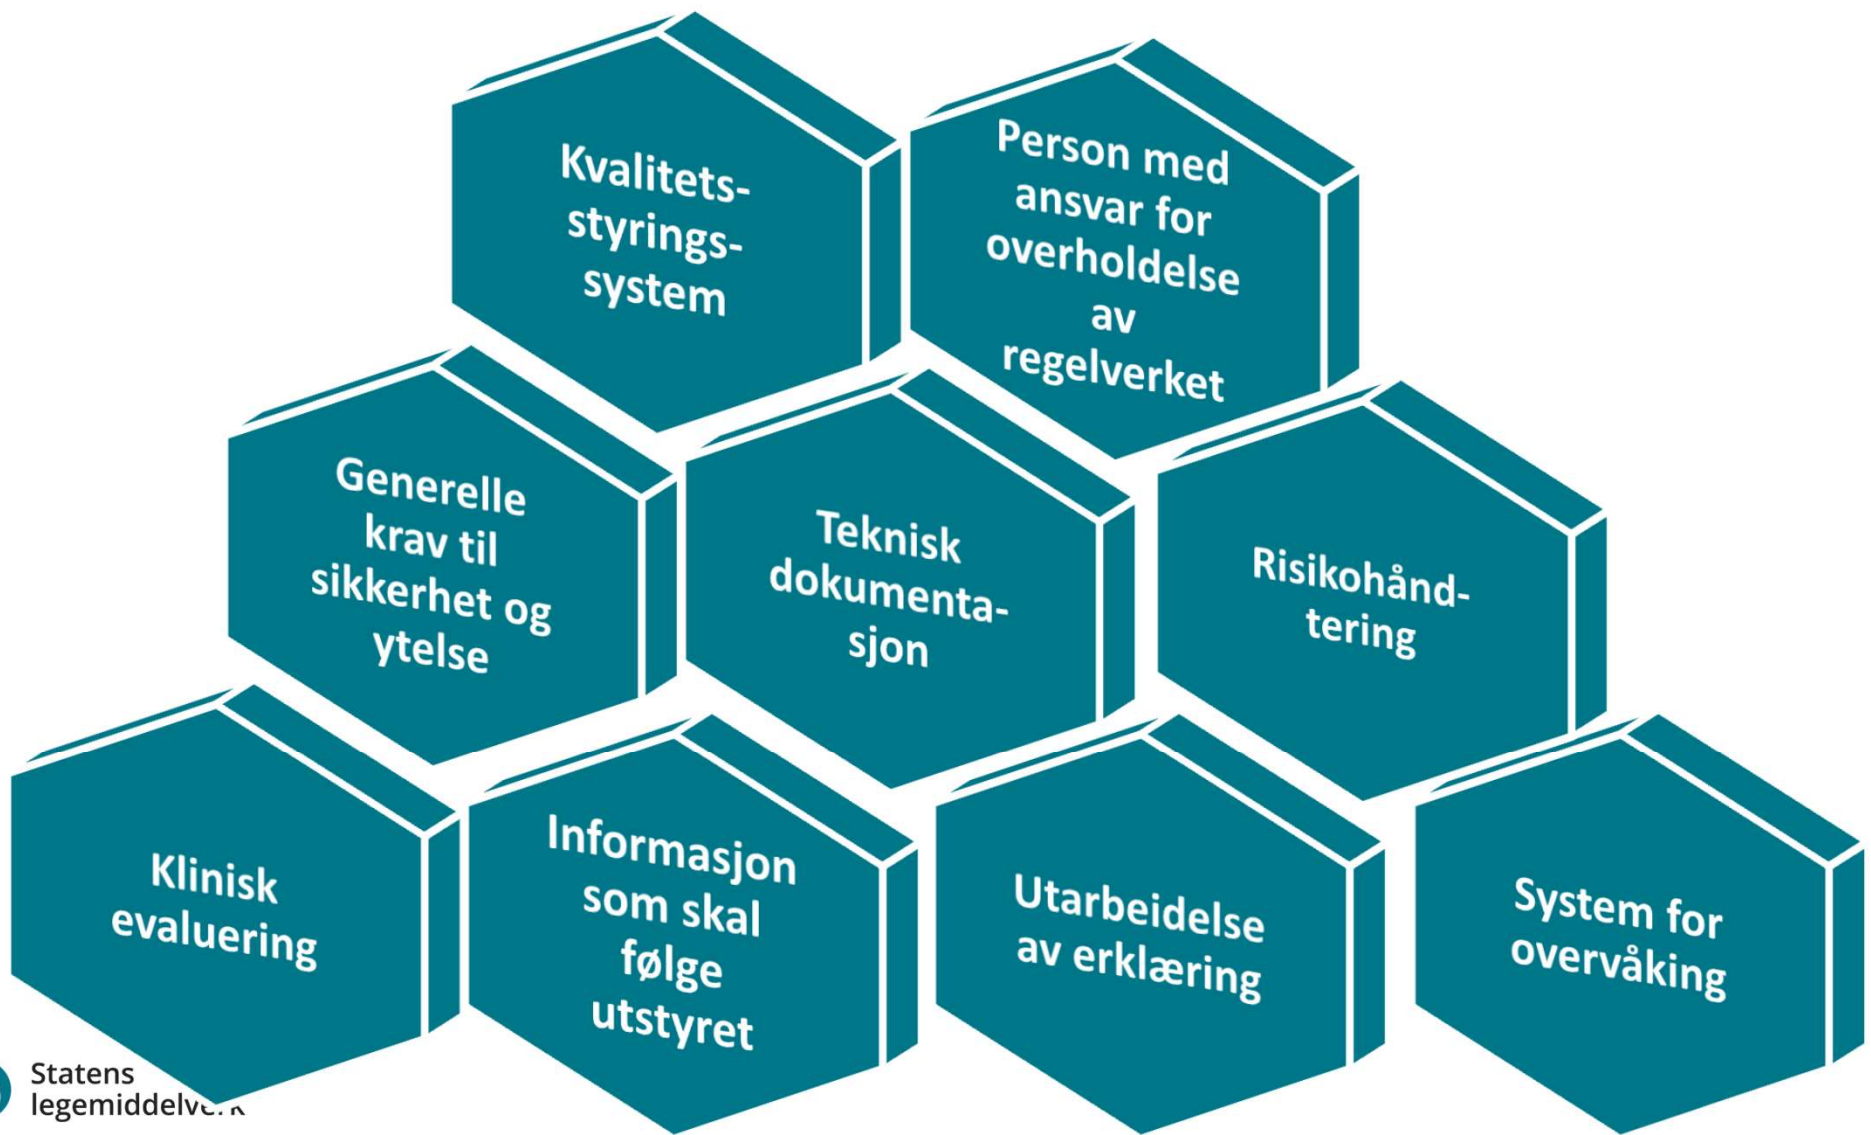 Kvalitets-
styrings-
system
Person med
ansvar for
overholdelse
av
regelverket
Generelle
krav til
sikkerhet og
ytelse
Teknisk
dokumenta-
sjon
Risikohånd-
tering
Klinisk
evaluering
Informasjon
som skal
følge
utstyret
Utarbeidelse
av erklæring
System for
overvåking
Statens
legemiddelverk